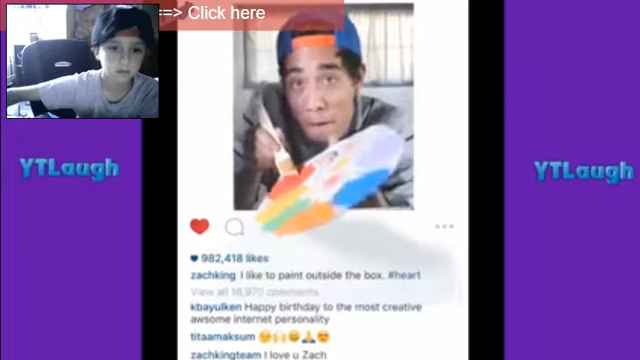 ==> Click here
YTLaugh
YTLaugh
982,418 likes
zachking I like to paint outside the box. #heart
View all 18,970 comments
kbayulken Happy birthday to the most creative
awsome internet personality
titaamaksum
zachkingteam I love u Zach